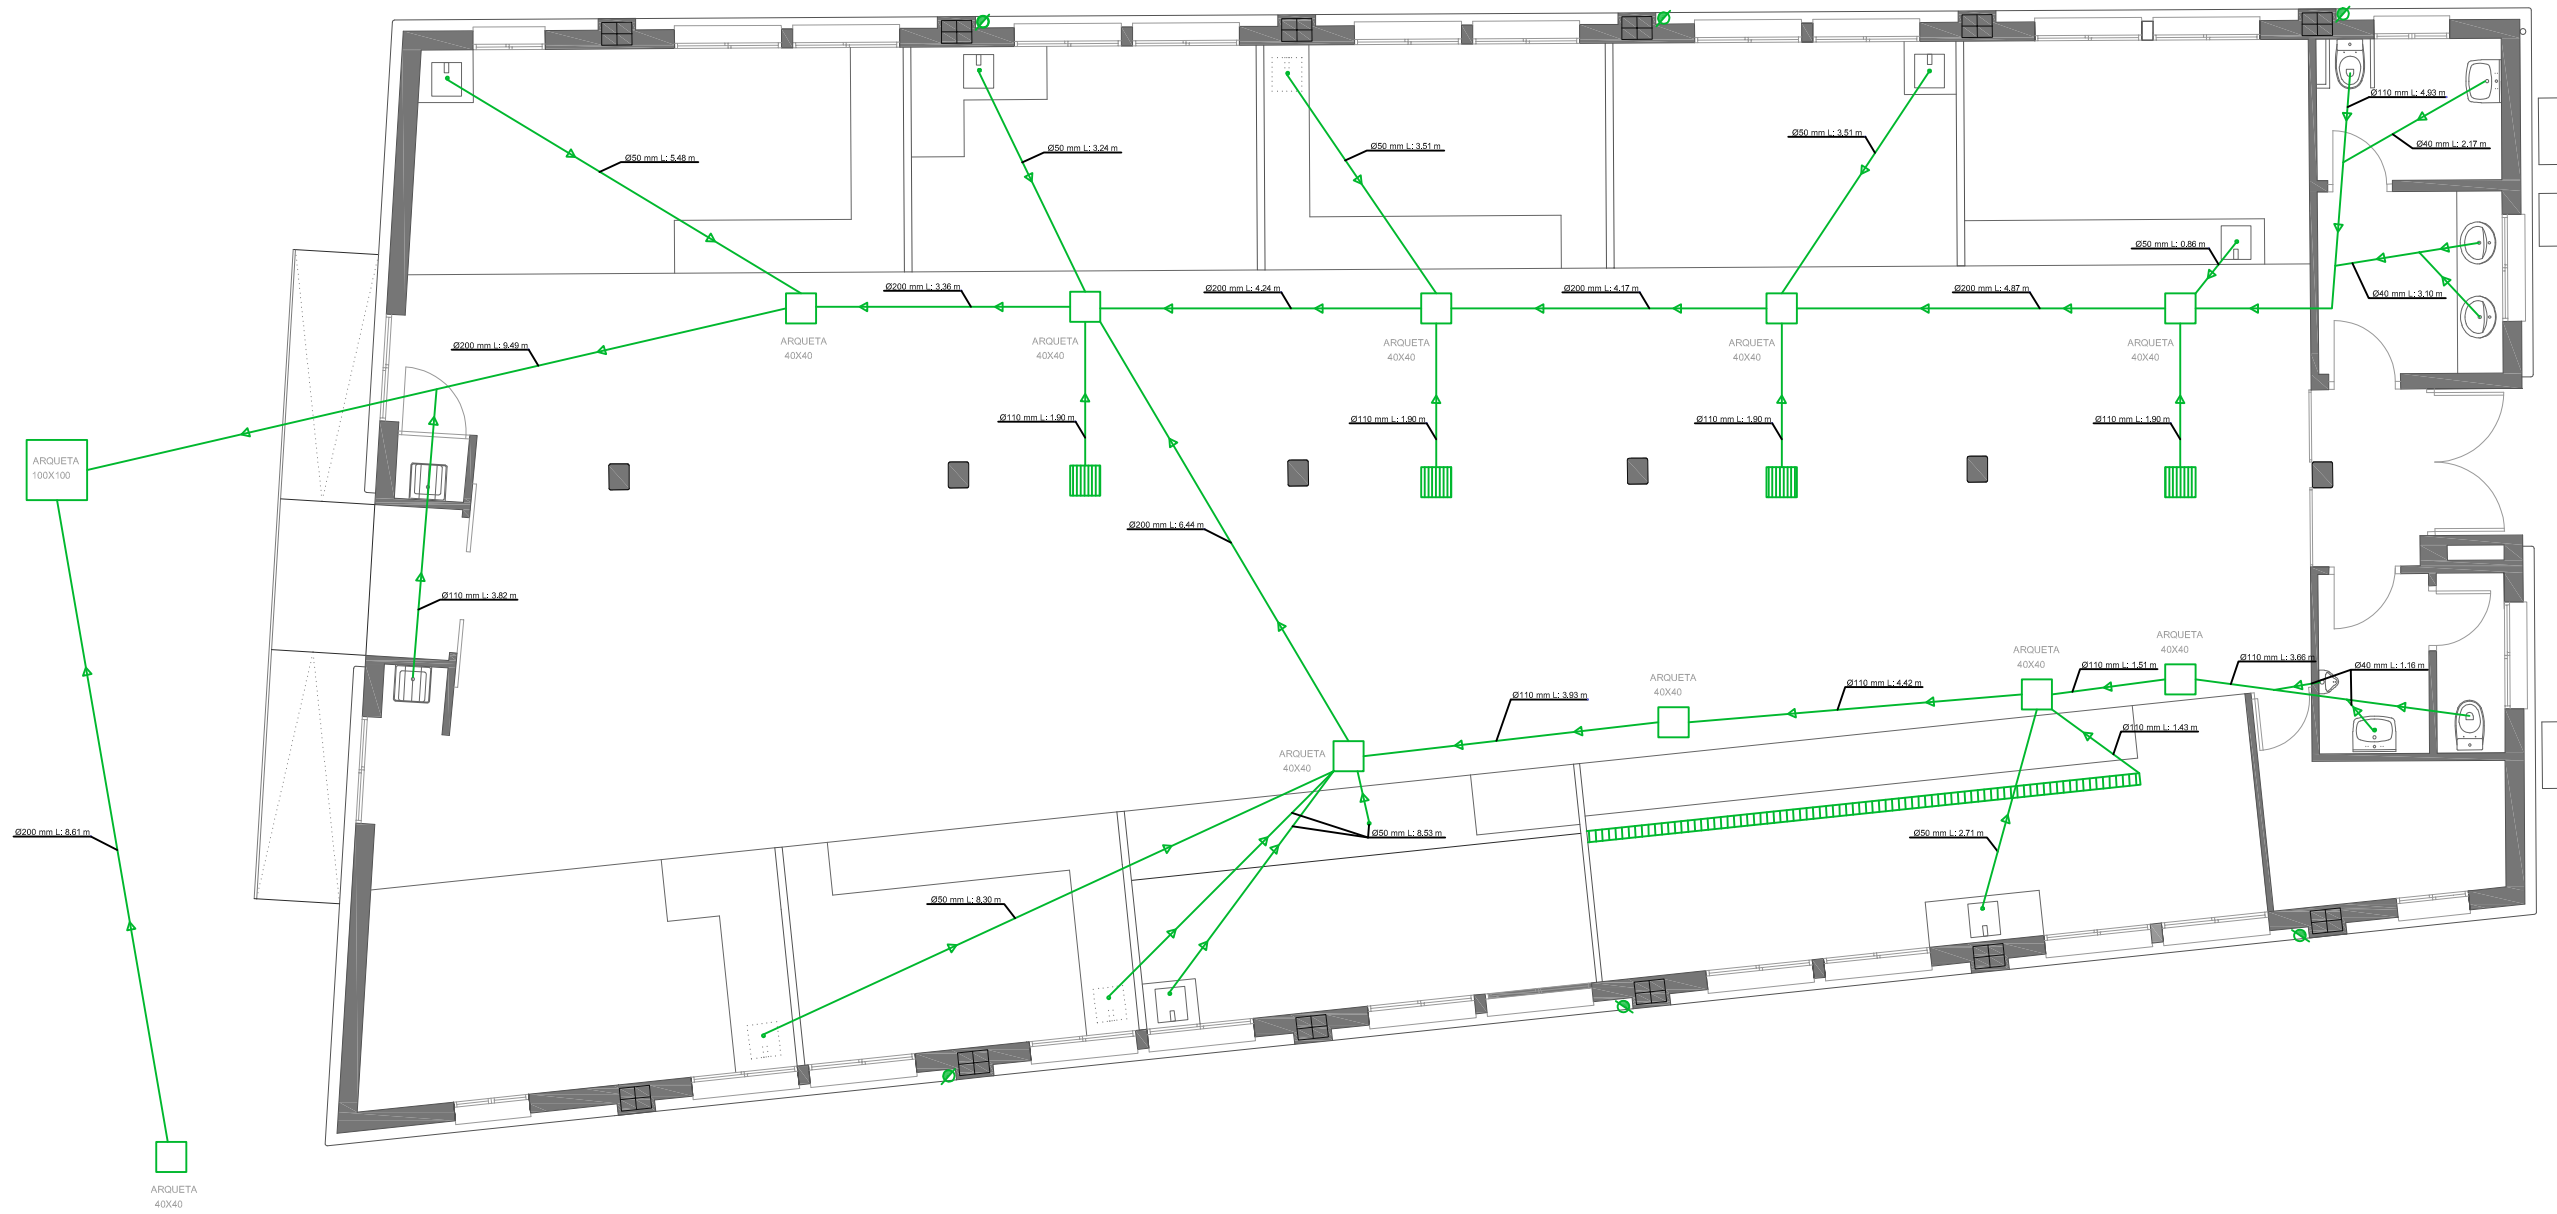 Ø110 mm L: 4.93 m
Ø40 mm L: 2.17 m
Ø50 mm L: 5.48 m
Ø50 mm L: 3.24 m
Ø50 mm L: 3.51 m
Ø50 mm L: 3.51 m
Ø50 mm L: 0.86 m
Ø200 mm L: 3.36 m
Ø200 mm L: 4.24 m
Ø200 mm L: 4.17 m
Ø200 mm L: 4.87 m
Ø40 mm L: 3.10 m
ARQUETA
40X40
ARQUETA
40X40
ARQUETA
40X40
ARQUETA
40X40
ARQUETA
40X40
Ø200 mm L: 9.49 m
Ø110 mm L: 1.90 m
Ø110 mm L: 1.90 m
Ø110 mm L: 1.90 m
Ø110 mm L: 1.90 m
ARQUETA
100X100
Ø200 mm L: 6.44 m
Ø110 mm L: 3.82 m
ARQUETA
40X40
ARQUETA
40X40
ARQUETA
40X40
Ø110 mm L: 1.51 m
Ø110 mm L: 3.66 m
Ø40 mm L: 1.16 m
Ø110 mm L: 3.93 m
Ø110 mm L: 4.42 m
Ø110 mm L: 1.43 m
ARQUETA
40X40
Ø200 mm L: 8.61 m
Ø50 mm L: 8.53 m
Ø50 mm L: 2.71 m
Ø50 mm L: 8.30 m
ARQUETA
40X40